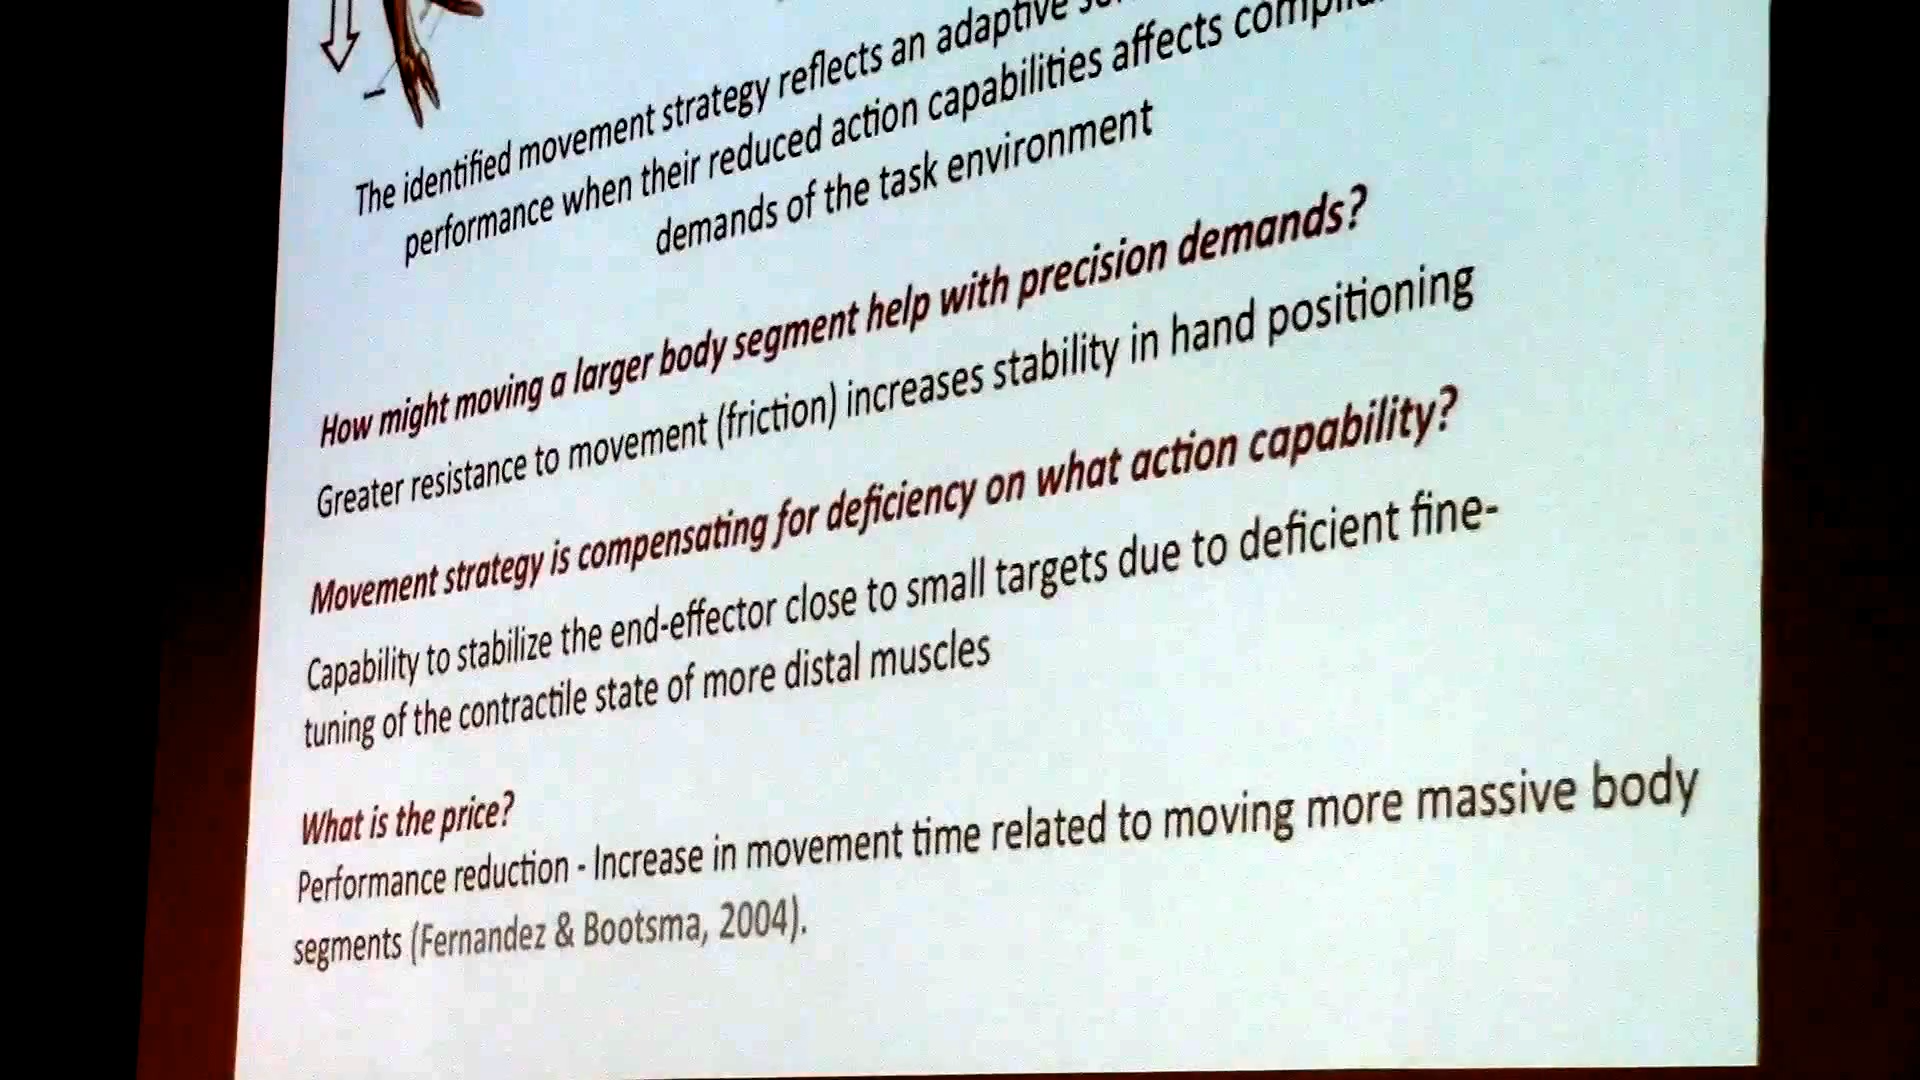 The identified movement strategy reflects an adaptive
performance when their reduced action capabilities affects
demands of the task environment
How might moving a larger body segment help with precision demands?
Greater resistance to movement (friction) increases stability in hand positioning
Movement strategy is compensating for deficiency on what action capability?
Capability to stabilize the end-effector close to small targets due to deficient fine-
tuning of the contractile state of more distal muscles
What is the price?
Performance reduction - Increase in movement time related to moving more massive body
segments (Fernandez & Bootsma, 2004).